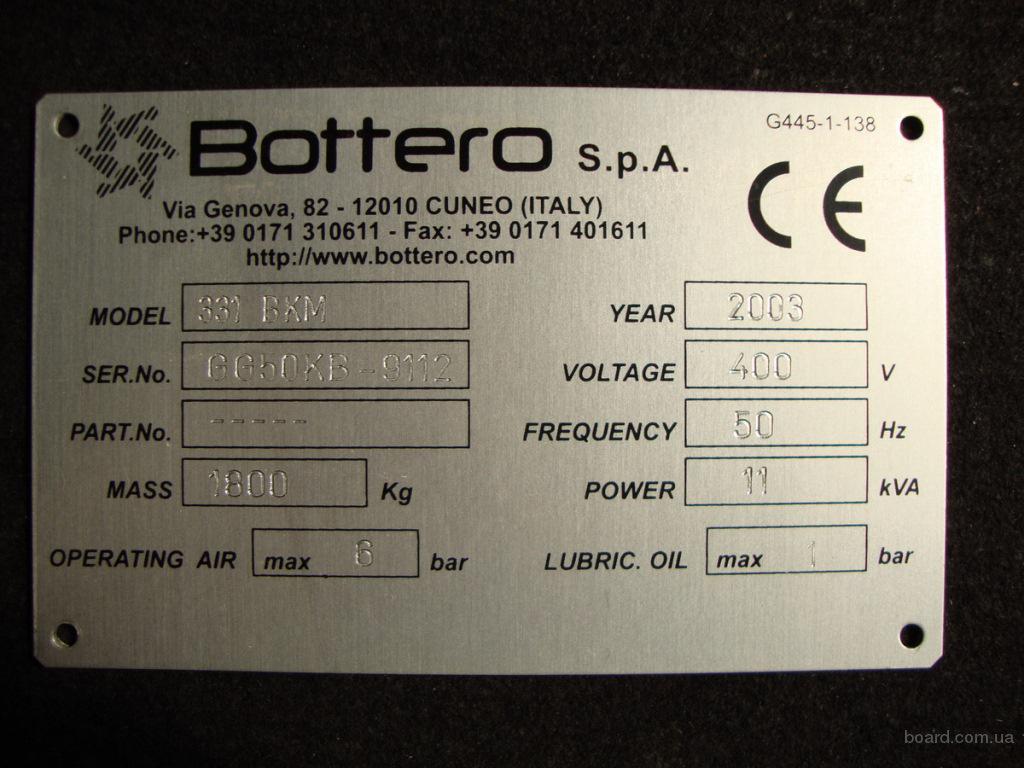 G445-1-138
Bottero S.p.A.
CE
Via Genova, 82 - 12010 CUNEO (ITALY)
Phone:+39 0171 310611 - Fax: +39 0171 401611
http://www.bottero.com
MODEL 331 BKM YEAR 2003
SER.No. GG50KB-9112 VOLTAGE 400 V
PART.No. ----- FREQUENCY 50 Hz
MASS 1800 Kg POWER 11 kVA
OPERATING AIR max 6 bar LUBRIC. OIL max 1 bar
board.com.ua